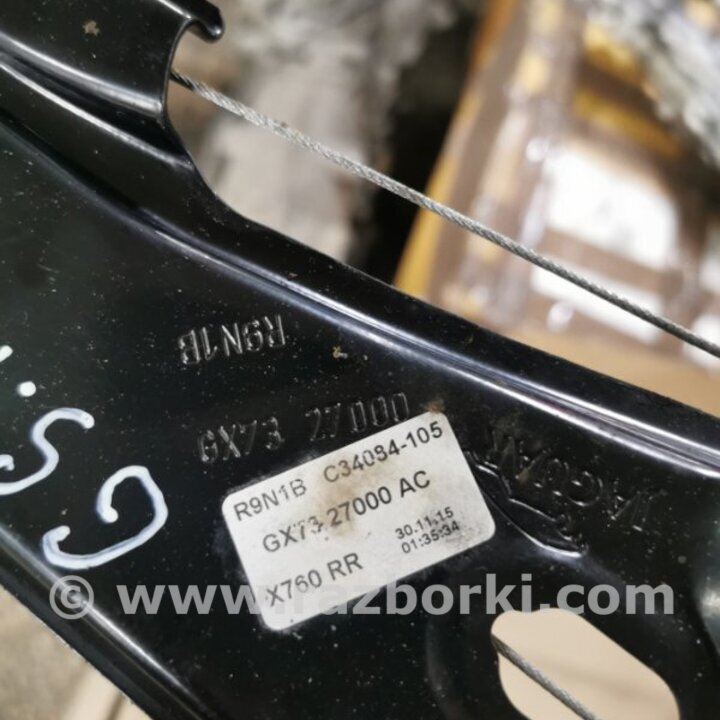 R9N1B
GX73 27000
JAGUAR
R9N1B C34084-105
GX73 27000 AC
30.11.15
01:35:34
X760 RR
© www.razborki.com